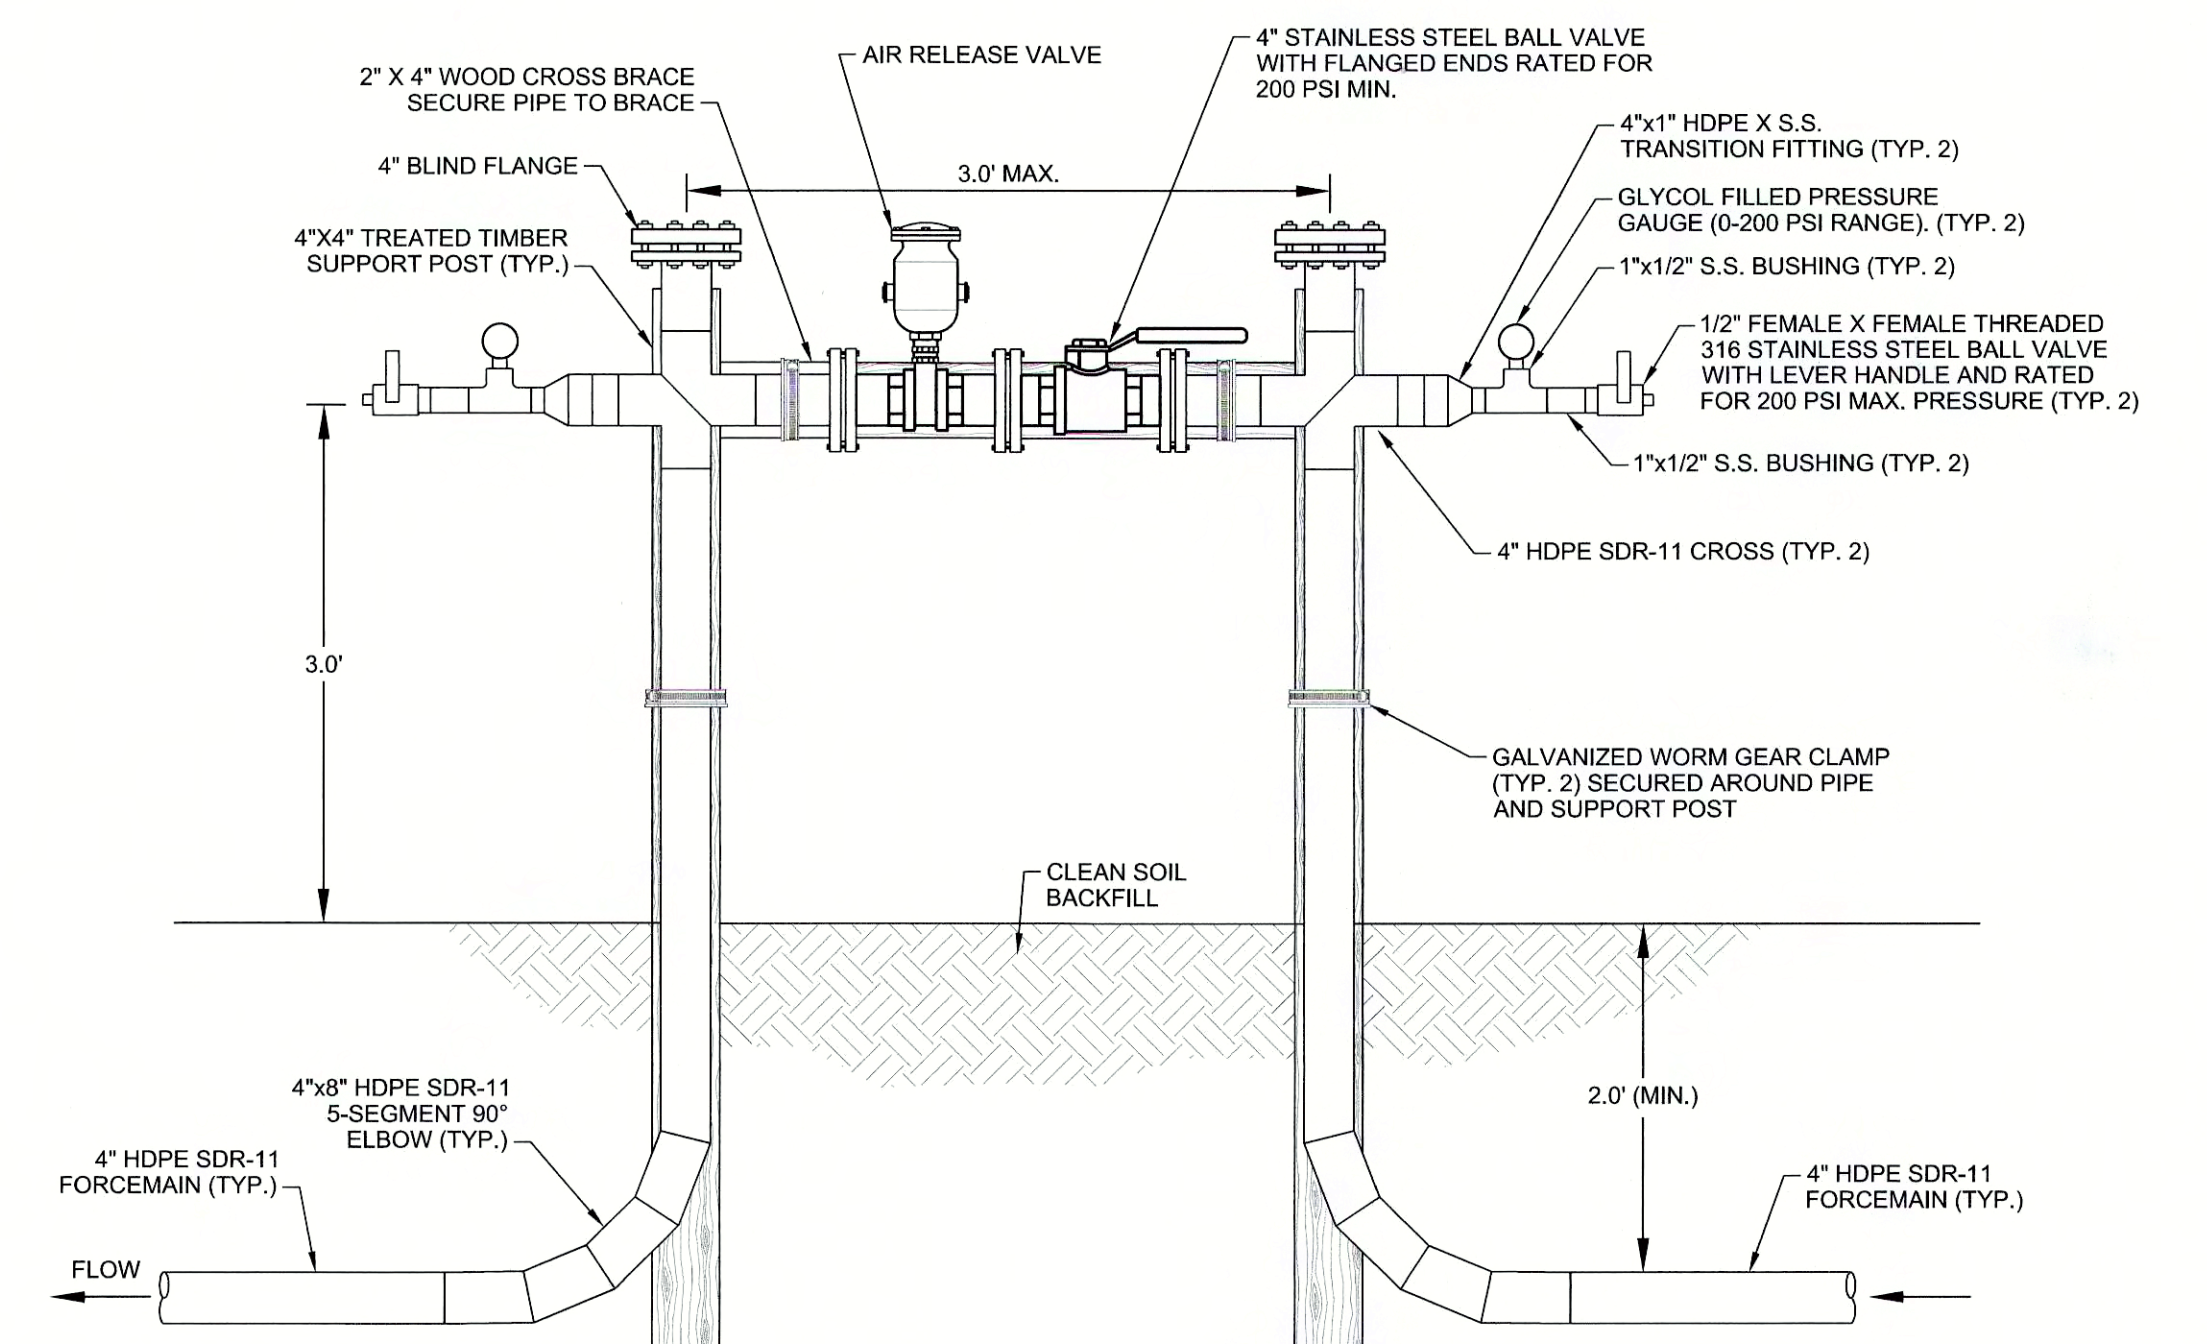 AIR RELEASE VALVE
4" STAINLESS STEEL BALL VALVE
WITH FLANGED ENDS RATED FOR
200 PSI MIN.
2" X 4" WOOD CROSS BRACE
SECURE PIPE TO BRACE
4" BLIND FLANGE
4"X4" TREATED TIMBER
SUPPORT POST (TYP.)
3.0' MAX.
4"x1" HDPE X S.S.
TRANSITION FITTING (TYP. 2)
GLYCOL FILLED PRESSURE
GAUGE (0-200 PSI RANGE). (TYP. 2)
1"x1/2" S.S. BUSHING (TYP. 2)
1/2" FEMALE X FEMALE THREADED
316 STAINLESS STEEL BALL VALVE
WITH LEVER HANDLE AND RATED
FOR 200 PSI MAX. PRESSURE (TYP. 2)
1"x1/2" S.S. BUSHING (TYP. 2)
4" HDPE SDR-11 CROSS (TYP. 2)
3.0'
GALVANIZED WORM GEAR CLAMP
(TYP. 2) SECURED AROUND PIPE
AND SUPPORT POST
CLEAN SOIL
BACKFILL
4"x8" HDPE SDR-11
5-SEGMENT 90°
ELBOW (TYP.)
2.0' (MIN.)
4" HDPE SDR-11
FORCEMAIN (TYP.)
4" HDPE SDR-11
FORCEMAIN (TYP.)
FLOW